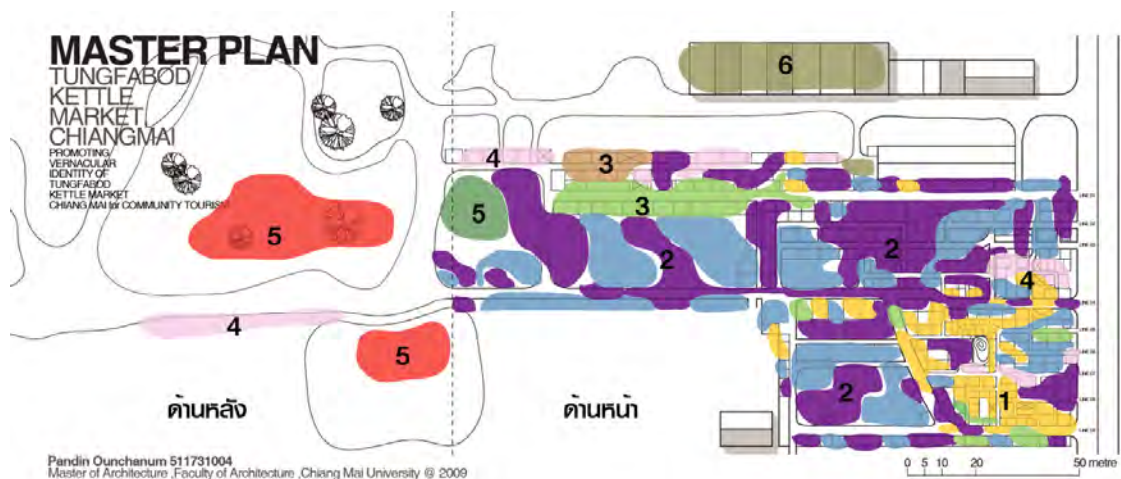 MASTER PLAN
TUNGFABOD
KETTLE
MARKET,
CHIANGMAI
PROMOTING
VERNACULAR
IDENTITY OF
TUNGFABOD
KETTLE MARKET
CHIANG MAI for COMMUNITY TOURISM
6
4
3
5
3
5
2
2
4
4
5
2
1
ด้านหลัง
ด้านหน้า
Pandin Ounchanum 511731004
Master of Architecture ,Faculty of Architecture ,Chiang Mai University @ 2009
0 5 10 20 50 metre